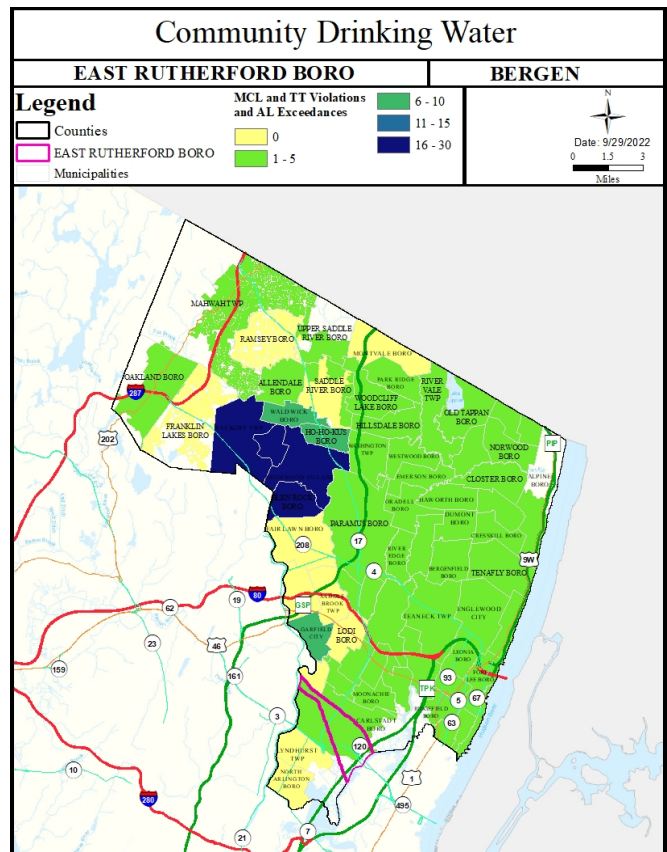 Community Drinking Water
EAST RUTHERFORD BORO
BERGEN
Legend
Counties
EAST RUTHERFORD BORO
Municipalities
MCL and TT Violations
and AL Exceedances
0
1 - 5
6 - 10
11 - 15
16 - 30
N
Date: 9/29/2022
0 1.5 3
Miles
MAHWAH TWP
RAMSEY BORO
UPPER SADDLE
RIVER BORO
MONTVALE BORO
OAKLAND BORO
287
ALLENDALE
BORO
SADDLE
RIVER BORO
PARK RIDGE
BORO
RIVER
VALE
TWP
WOODCLIFF
LAKE BORO
OLD TAPPAN
BORO
202
FRANKLIN
LAKES BORO
WALDWICK
BORO
HO-HO-KUS
BORO
HILLSDALE BORO
WASHINGTON
TWP
WESTWOOD BORO
NORWOOD
BORO
PIP
EMERSON BORO
CLOSTER BORO
ALPINE
BORO
GLEN ROCK
BORO
ORADELL
BORO
HAWORTH BORO
DUMONT
BORO
FAIR LAWN BORO
PARAMUS BORO
CRESSKILL BORO
208
17
RIVER
EDGE
BORO
4
BERGENFIELD
BORO
TENAFLY BORO
9W
62
19
80
GSP
BROOK
TWP
TEANECK TWP
ENGLEWOOD
CITY
GARFIELD
CITY
LODI
BORO
46
23
159
161
LEONIA
BORO
FORT
LEE BORO
93
TPK
5
67
63
MOONACHIE
BORO
CARLSTADT
BORO
BORO
3
120
LYNDHURST
TWP
NORTH
ARLINGTON
BORO
10
280
21
7
1
495